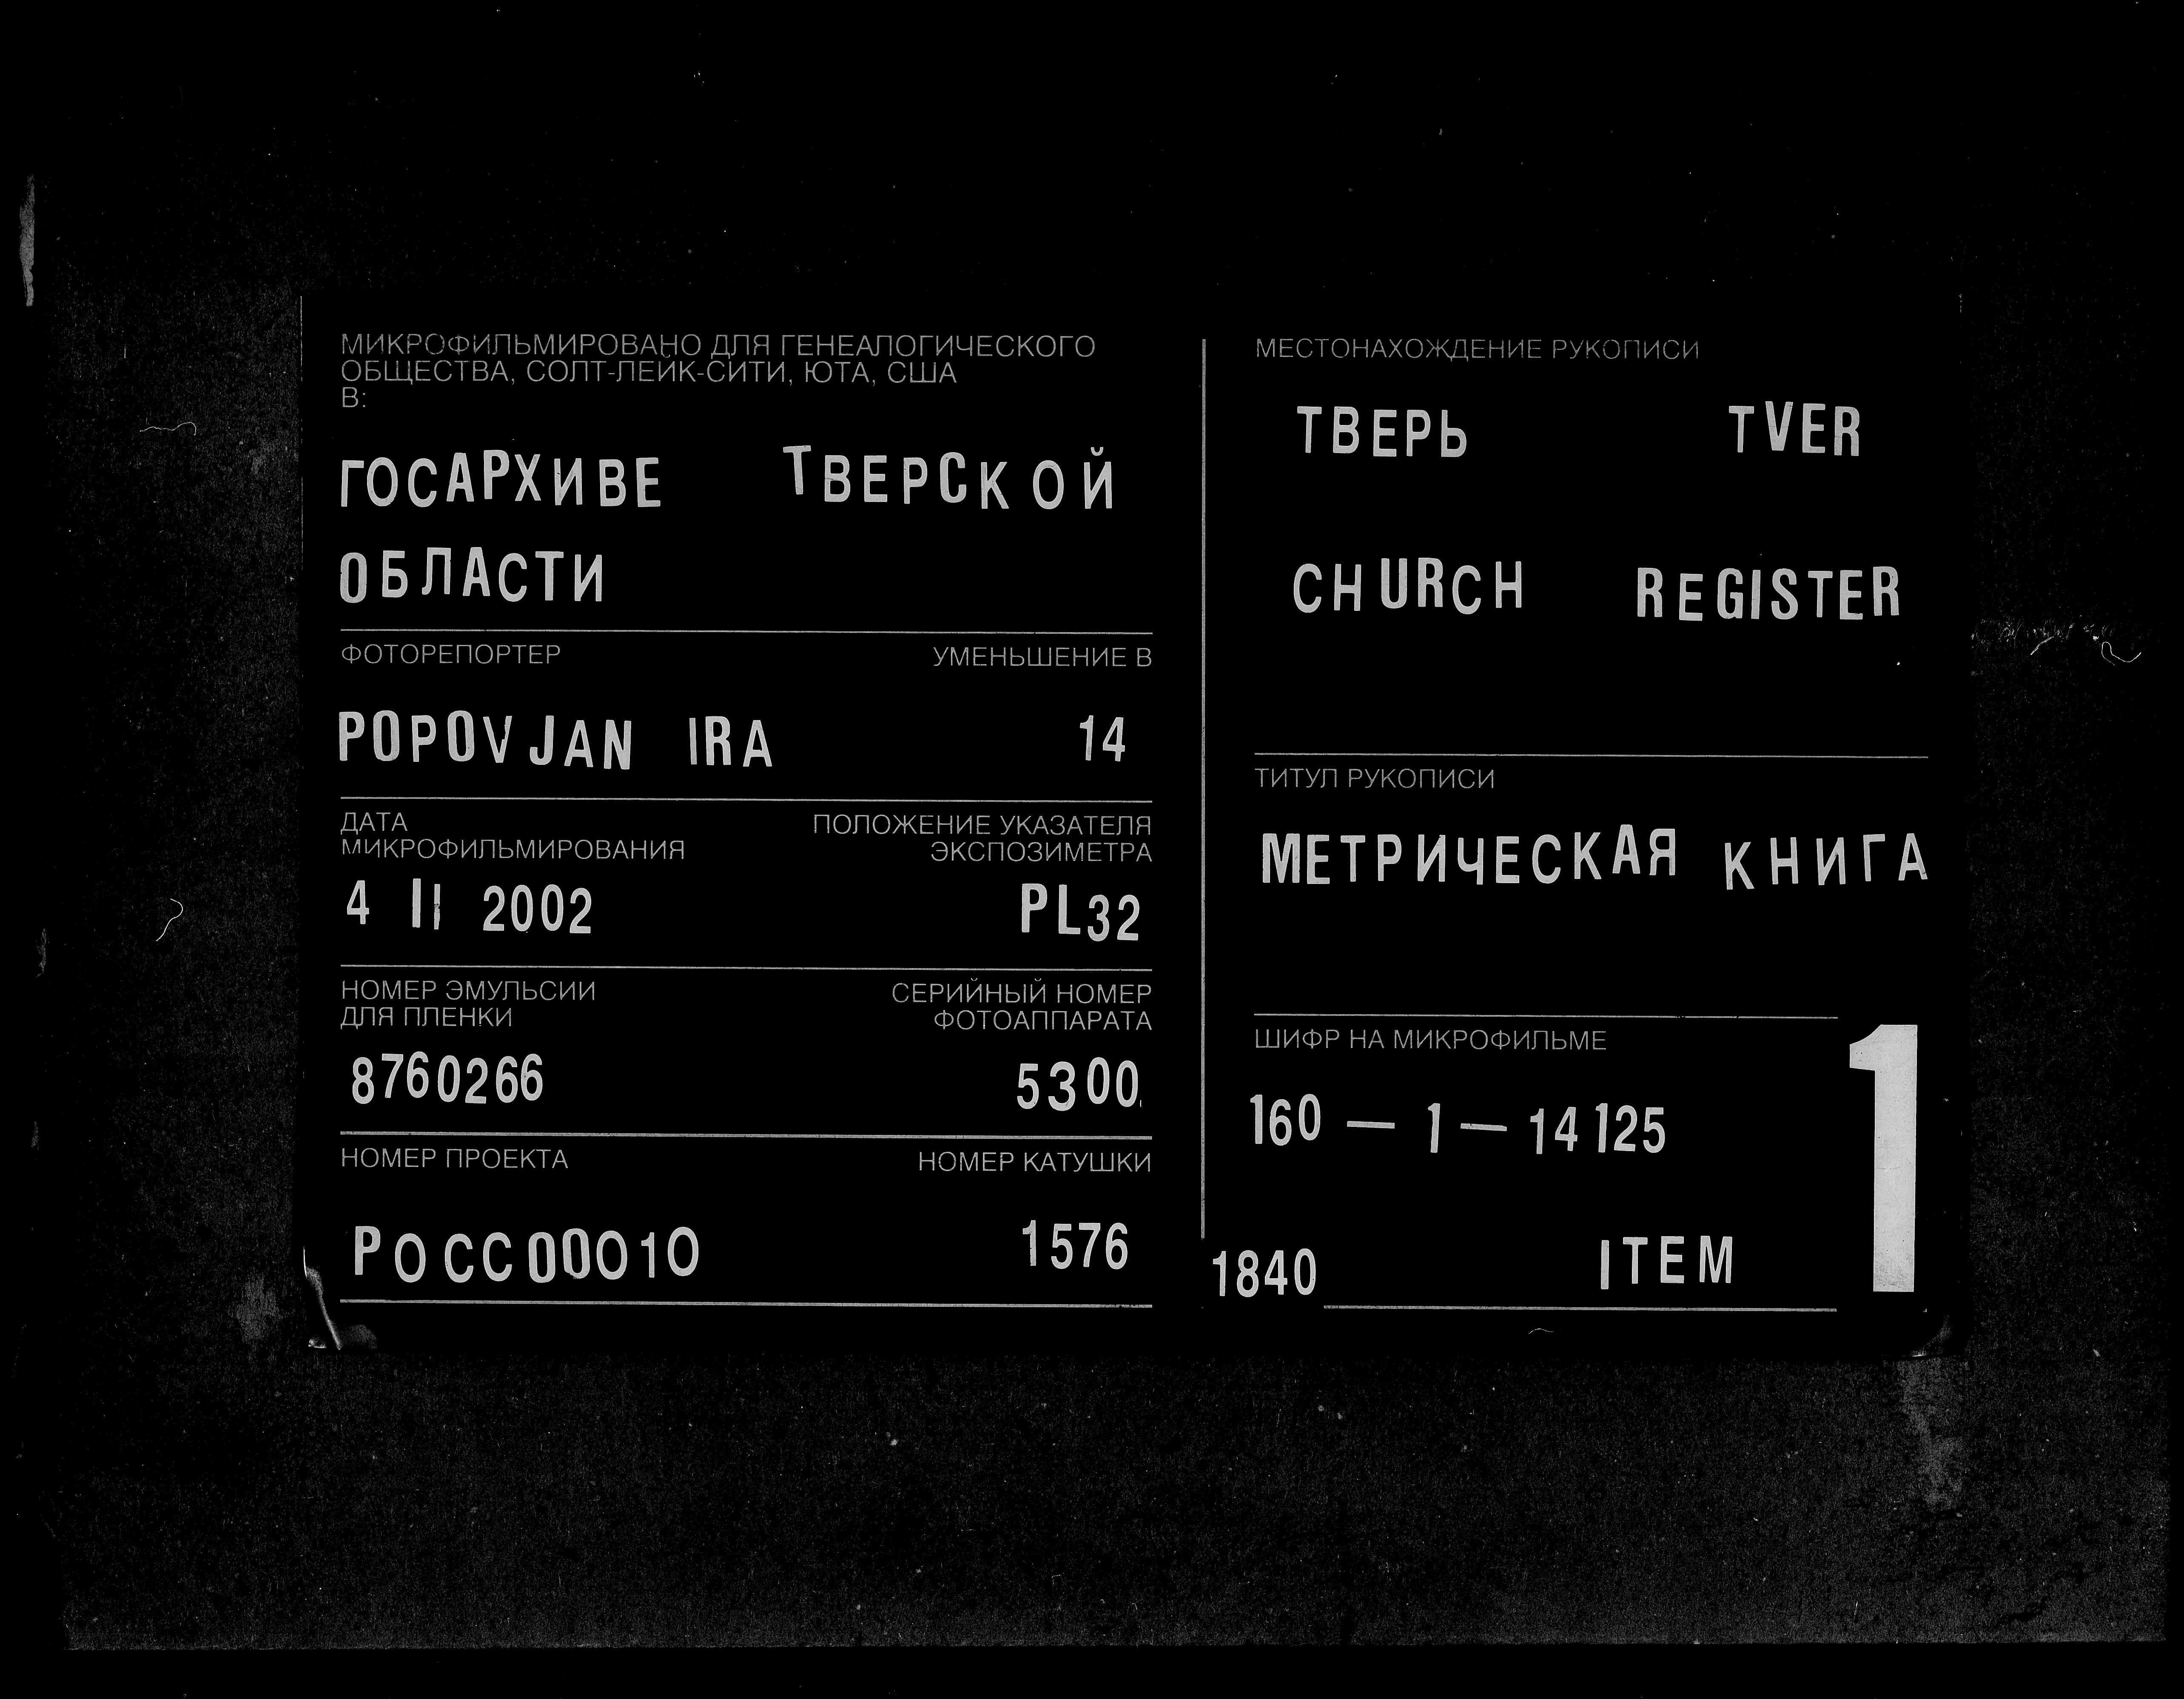 МИКРОФИЛЬМИРОВАНО ДЛЯ ГЕНЕАЛОГИЧЕСКОГО
ОБЩЕСТВА, СОЛТ-ЛЕЙК-СИТИ, ЮТА, США
В:
ГОСАРХИВЕ ТВЕРСКОЙ
ОБЛАСТИ
ФОТОРЕПОРТЕР УМЕНЬШЕНИЕ В
POPOVJAN IRA 14
ДАТА ПОЛОЖЕНИЕ УКАЗАТЕЛЯ
МИКРОФИЛЬМИРОВАНИЯ ЭКСПОЗИМЕТРА
4 II 2002 PL32
НОМЕР ЭМУЛЬСИИ СЕРИЙНЫЙ НОМЕР
ДЛЯ ПЛЕНКИ ФОТОАППАРАТА
8760266 5300
НОМЕР ПРОЕКТА НОМЕР КАТУШКИ
РОСС00010 1576
МЕСТОНАХОЖДЕНИЕ РУКОПИСИ
ТВЕРЬ TVER
CHURCH REGISTER
ТИТУЛ РУКОПИСИ
МЕТРИЧЕСКАЯ КНИГА
ШИФР НА МИКРОФИЛЬМЕ
160 — 1 — 14125
1840 ITEM 1